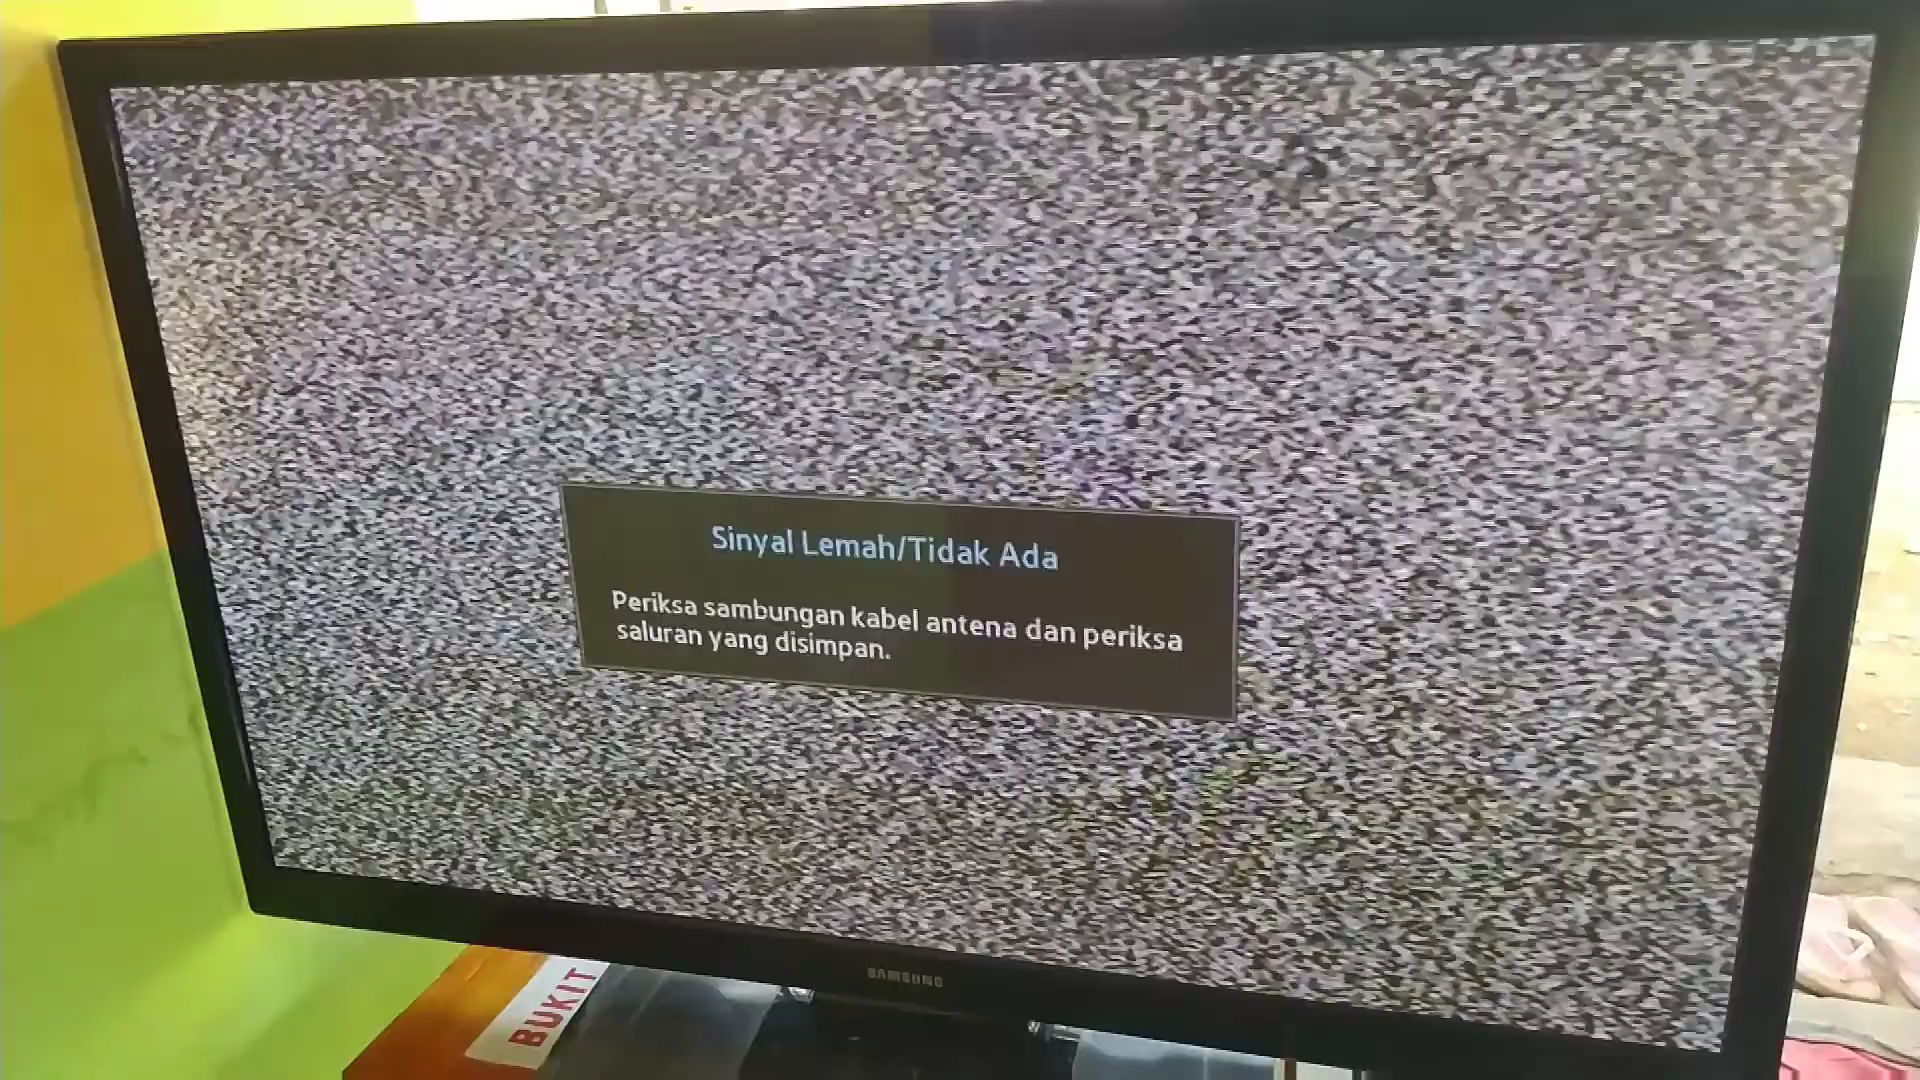 Sinyal Lemah/Tidak Ada
Periksa sambungan kabel antena dan periksa
saluran yang disimpan.
SAMSUNG
BUKIT